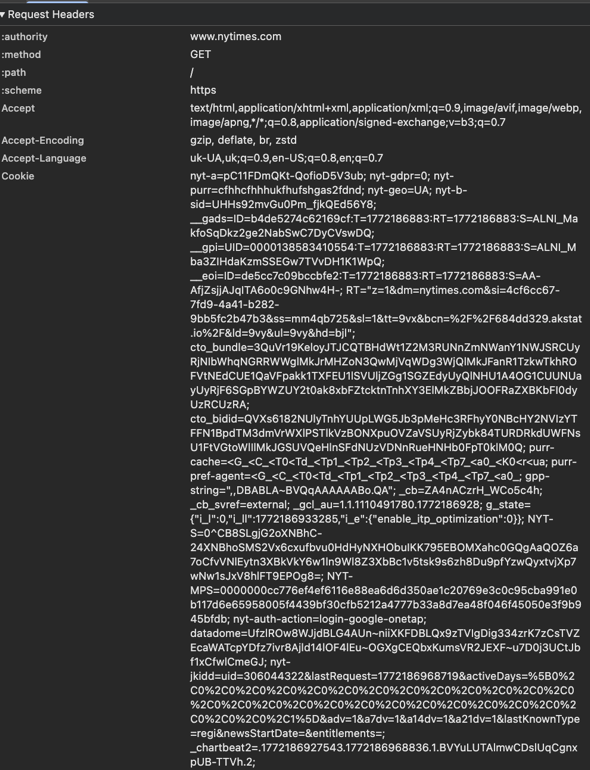 ▼ Request Headers
:authority www.nytimes.com
:method GET
:path /
:scheme https
Accept text/html,application/xhtml+xml,application/xml;q=0.9,image/avif,image/webp,
image/apng,*/*;q=0.8,application/signed-exchange;v=b3;q=0.7
Accept-Encoding gzip, deflate, br, zstd
Accept-Language uk-UA,uk;q=0.9,en-US;q=0.8,en;q=0.7
Cookie nyt-a=pC11FDmQKt-QofioD5V3ub; nyt-gdpr=0; nyt-
purr=cfhhcfhhhukfhufshgas2fdnd; nyt-geo=UA; nyt-b-
sid=UHHs92mvGu0Pm_fjkQEd56Y8;
__gads=ID=b4de5274c62169cf:T=1772186883:RT=1772186883:S=ALNI_Ma
kfoSqDkz2ge2NabSwC7DyCVswDQ;
__gpi=UID=0000138583410554:T=1772186883:RT=1772186883:S=ALNI_M
ba3ZIHdaKzmSSEGw7TVvDH1K1WpQ;
__eoi=ID=de5cc7c09bccbfe2:T=1772186883:RT=1772186883:S=AA-
AfjZsjjAJqlTA6o0c9GNhw4H-; RT="z=1&dm=nytimes.com&si=4cf6cc67-
7fd9-4a41-b282-
9bb5fc2b47b3&ss=mm4qb725&sl=1&tt=9vx&bcn=%2F%2F684dd329.akstat
.io%2F&ld=9vy&ul=9vy&hd=bjl";
cto_bundle=3QuVr19KeloyJTJCQTBHdWt1Z2M3RUNnZmNWanY1NWJSRCUy
RjNlbWhqNGRRWWglMkJrMHZoN3QwMjVqWDg3WjQlMkJFanR1TzkwTkhRO
FVtNEdCUE1QaVFpakk1TXFEU1lSVUljZGg1SGZEdyUyQlNHU1A4OG1CUUNUa
yUyRjF6SGpBYWZUY2t0ak8xbFZtcktnTnhXY3ElMkZBbjJOOFRaZXBKbFI0dy
UzRCUzRA;
cto_bidid=QVXs6182NUlyTnhYUUpLWG5Jb3pMeHc3RFhyY0NBcHY2NVIzYT
FFN1BpdTM3dmVrWXlPSTlkVzBONXpuOVZaVSUyRjZybk84TURDRkdUWFNs
U1FtVGtoWlllMkJGSUVQeHlnSFdNUzVDNnRueHNHb0FpT0klM0Q; purr-
cache=<G_<C_<T0<Td_<Tp1_<Tp2_<Tp3_<Tp4_<Tp7_<a0_<K0<r<ua; purr-
pref-agent=<G_<C_<T0<Td_<Tp1_<Tp2_<Tp3_<Tp4_<Tp7_<a0_; gpp-
string=",,DBABLA~BVQqAAAAAABo.QA"; _cb=ZA4nACzrH_WCo5c4h;
_cb_svref=external; _gcl_au=1.1.1110491780.1772186928; g_state=
{"i_l":0,"i_ll":1772186933285,"i_e":{"enable_itp_optimization":0}}; NYT-
S=0^CB8SLgjG2oXNBhC-
24XNBhoSMS2Vx6cxufbvu0HdHyNXHObulKK795EBOMXahc0GQgAaQOZ6a
7oCfvVNlEytn3XBkVkY6w1ln9Wl8Z3XbBc1v5tsk9s6zh8Du9pfYzwQyxtvjXp7
wNw1sJxV8hlFT9EPOg8=; NYT-
MPS=0000000cc776ef4ef6116e88ea6d6d350ae1c20769e3c0c95cba991e0
b117d6e65958005f4439bf30cfb5212a4777b33a8d7ea48f046f45050e3f9b9
45bfdb; nyt-auth-action=login-google-onetap;
datadome=UfzlROw8WJjdBLG4AUn~niiXKFDBLQx9zTVlgDig334zrK7zCsTVZ
EcaWATcpYDfz7ivr8Ajld14lOF4lEu~OGXgCEQbxKumsVR2JEXF~u7D0j3UCtJb
f1xCfwlCmeGJ; nyt-
jkidd=uid=306044322&lastRequest=1772186968719&activeDays=%5B0%2
C0%2C0%2C0%2C0%2C0%2C0%2C0%2C0%2C0%2C0%2C0%2C0%2C0
%2C0%2C0%2C0%2C0%2C0%2C0%2C0%2C0%2C0%2C0%2C0%2C0%2
C0%2C0%2C0%2C1%5D&adv=1&a7dv=1&a14dv=1&a21dv=1&lastKnownType
=regi&newsStartDate=&entitlements=;
_chartbeat2=.1772186927543.1772186968836.1.BVYuLUTAlmwCDslUqCgnx
pUB-TTVh.2;